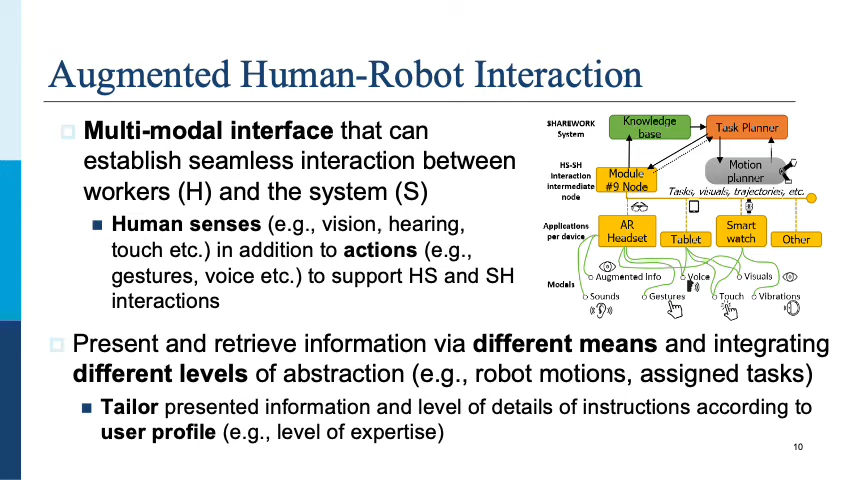 Augmented Human-Robot Interaction
Multi-modal interface that can
establish seamless interaction between
workers (H) and the system (S)
Human senses (e.g., vision, hearing,
touch etc.) in addition to actions (e.g.,
gestures, voice etc.) to support HS and SH
interactions
SHAREWORK
System
Knowledge
base
Task Planner
HS-SH
Interaction
intermediate
node
Module
#9 Node
Motion
planner
Tasks, visuals, trajectories, etc.
Applications
per device
AR
Headset
Tablet
Smart
watch
Other
Modals
Augmented Info
Voice
Visuals
Sounds
Gestures
Touch
Vibrations
Present and retrieve information via different means and integrating
different levels of abstraction (e.g., robot motions, assigned tasks)
Tailor presented information and level of details of instructions according to
user profile (e.g., level of expertise)
10